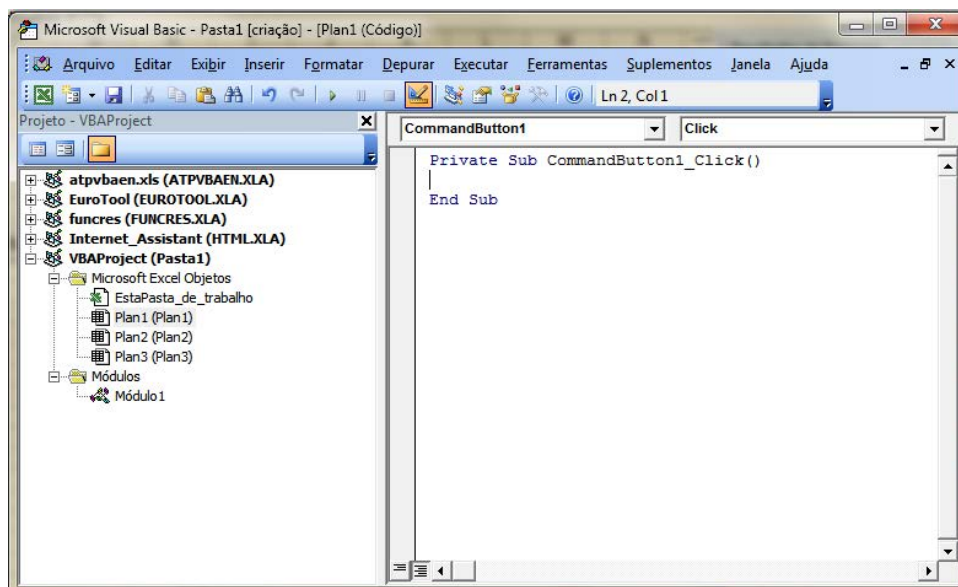 Microsoft Visual Basic - Pasta1 [criação] - [Plan1 (Código)]
Arquivo Editar Exibir Inserir Formatar Depurar Executar Ferramentas Suplementos Janela Ajuda
Ln 2, Col 1
Projeto - VBAProject
CommandButton1 Click
atpvbaen.xls (ATPVBAEN.XLA)
EuroTool (EUROTOOL.XLA)
funcres (FUNCRES.XLA)
Internet_Assistant (HTML.XLA)
VBAProject (Pasta1)
Microsoft Excel Objetos
EstaPasta_de_trabalho
Plan1 (Plan1)
Plan2 (Plan2)
Plan3 (Plan3)
Módulos
Módulo1
Private Sub CommandButton1_Click()
End Sub